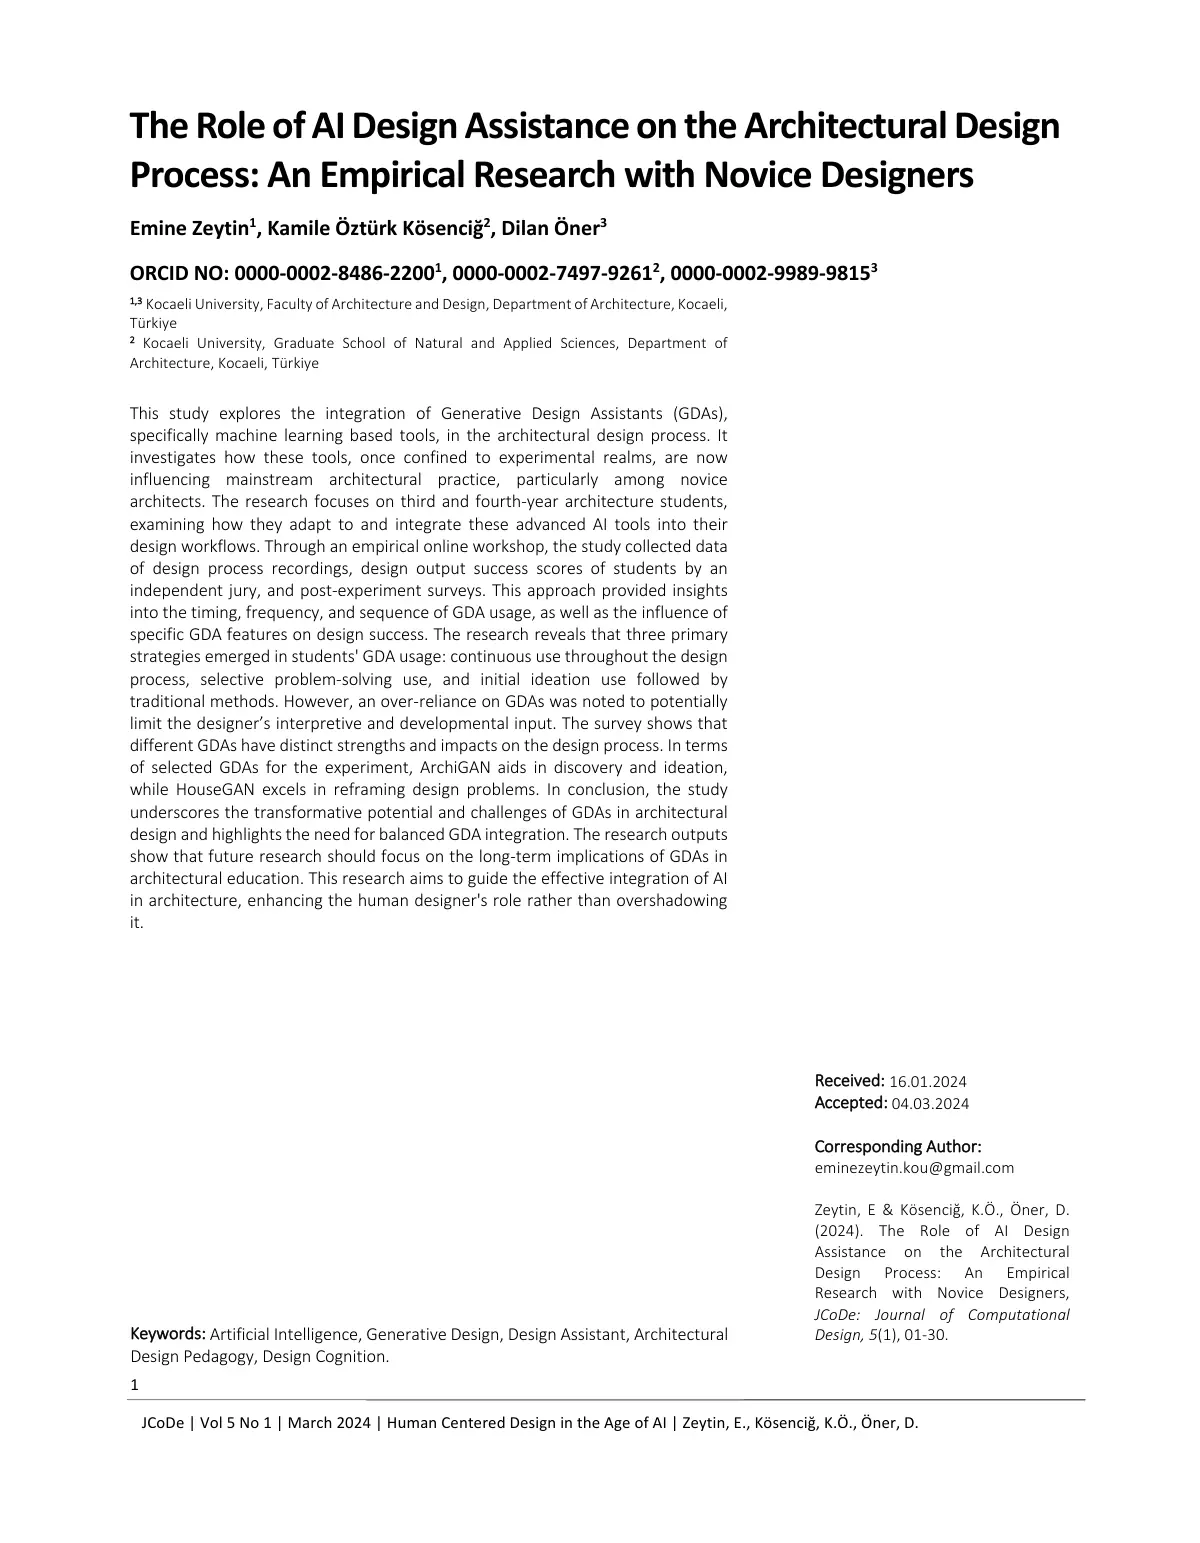 The Role of AI Design Assistance on the Architectural Design
Process: An Empirical Research with Novice Designers
Emine Zeytin1, Kamile Öztürk Kösenciğ2, Dilan Öner3
ORCID NO: 0000-0002-8486-22001, 0000-0002-7497-92612, 0000-0002-9989-98153
1,3 Kocaeli University, Faculty of Architecture and Design, Department of Architecture, Kocaeli,
Türkiye
2 Kocaeli University, Graduate School of Natural and Applied Sciences, Department of
Architecture, Kocaeli, Türkiye
This study explores the integration of Generative Design Assistants (GDAs),
specifically machine learning based tools, in the architectural design process. It
investigates how these tools, once confined to experimental realms, are now
influencing mainstream architectural practice, particularly among novice
architects. The research focuses on third and fourth-year architecture students,
examining how they adapt to and integrate these advanced AI tools into their
design workflows. Through an empirical online workshop, the study collected data
of design process recordings, design output success scores of students by an
independent jury, and post-experiment surveys. This approach provided insights
into the timing, frequency, and sequence of GDA usage, as well as the influence of
specific GDA features on design success. The research reveals that three primary
strategies emerged in students' GDA usage: continuous use throughout the design
process, selective problem-solving use, and initial ideation use followed by
traditional methods. However, an over-reliance on GDAs was noted to potentially
limit the designer’s interpretive and developmental input. The survey shows that
different GDAs have distinct strengths and impacts on the design process. In terms
of selected GDAs for the experiment, ArchiGAN aids in discovery and ideation,
while HouseGAN excels in reframing design problems. In conclusion, the study
underscores the transformative potential and challenges of GDAs in architectural
design and highlights the need for balanced GDA integration. The research outputs
show that future research should focus on the long-term implications of GDAs in
architectural education. This research aims to guide the effective integration of AI
in architecture, enhancing the human designer's role rather than overshadowing
it.
Received: 16.01.2024
Accepted: 04.03.2024
Corresponding Author:
eminezeytin.kou@gmail.com
Zeytin, E & Kösenciğ, K.Ö., Öner, D.
(2024). The Role of AI Design
Assistance on the Architectural
Design Process: An Empirical
Research with Novice Designers,
JCoDe: Journal of Computational
Design, 5(1), 01-30.
Keywords: Artificial Intelligence, Generative Design, Design Assistant, Architectural
Design Pedagogy, Design Cognition.
1
JCoDe | Vol 5 No 1 | March 2024 | Human Centered Design in the Age of AI | Zeytin, E., Kösenciğ, K.Ö., Öner, D.